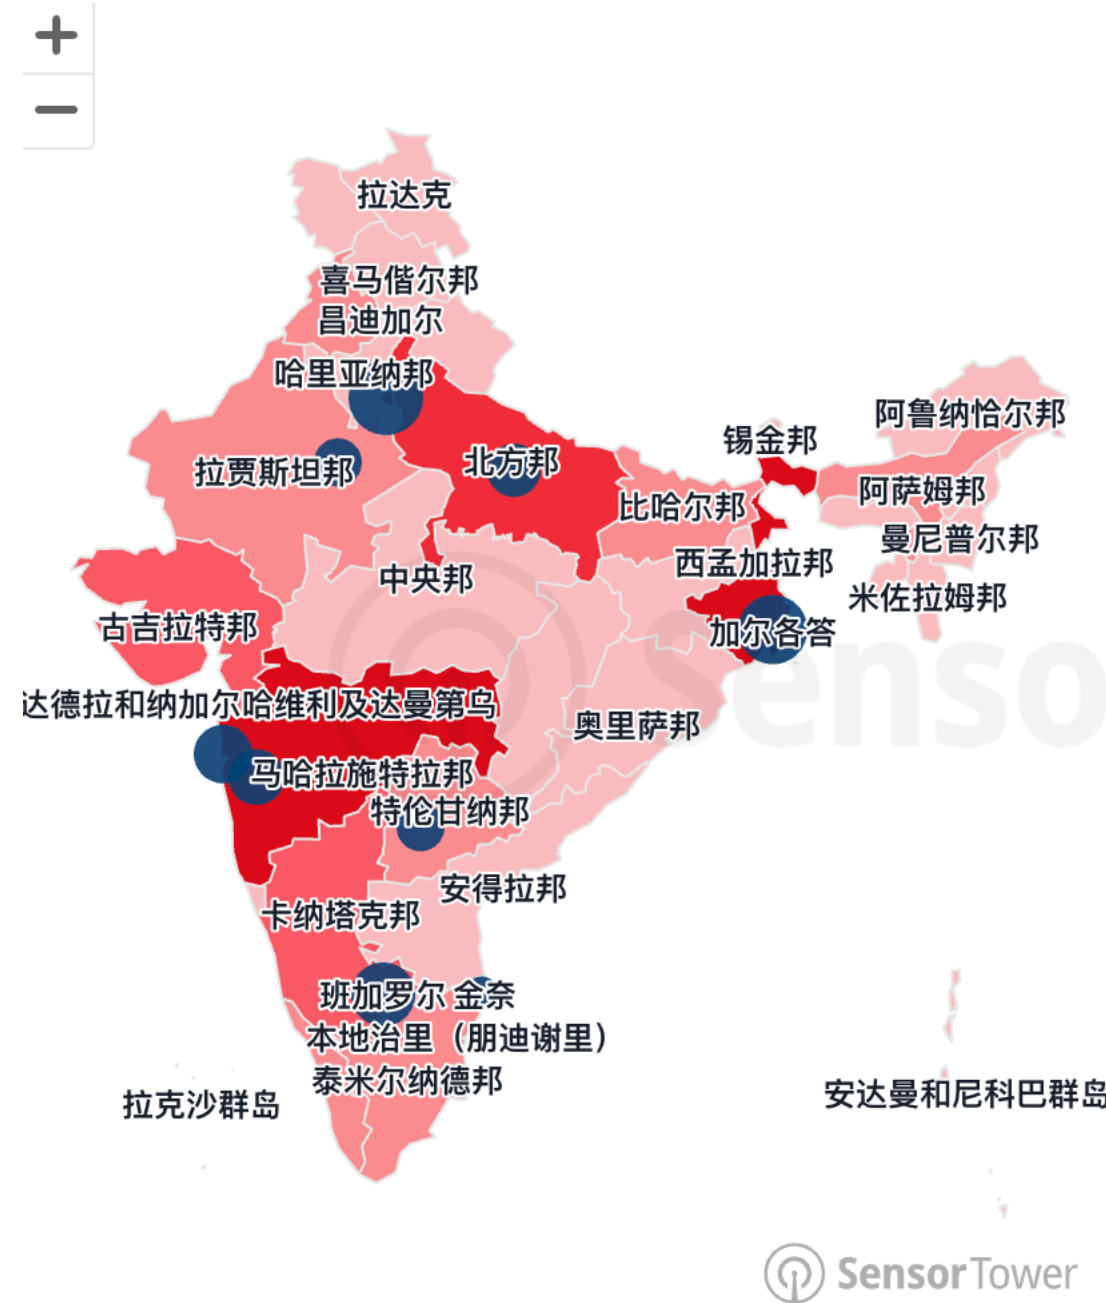 拉达克
喜马偕尔邦
昌迪加尔
哈里亚纳邦
阿鲁纳恰尔邦
锡金邦
北方邦
拉贾斯坦邦
阿萨姆邦
比哈尔邦
曼尼普尔邦
西孟加拉邦
中央邦
米佐拉姆邦
古吉拉特邦
加尔各答
Senso
达德拉和纳加尔哈维利及达曼第乌
奥里萨邦
马哈拉施特拉邦
特伦甘纳邦
安得拉邦
卡纳塔克邦
班加罗尔 金奈
本地治里（朋迪谢里）
泰米尔纳德邦
安达曼和尼科巴群岛
拉克沙群岛
SensorTower